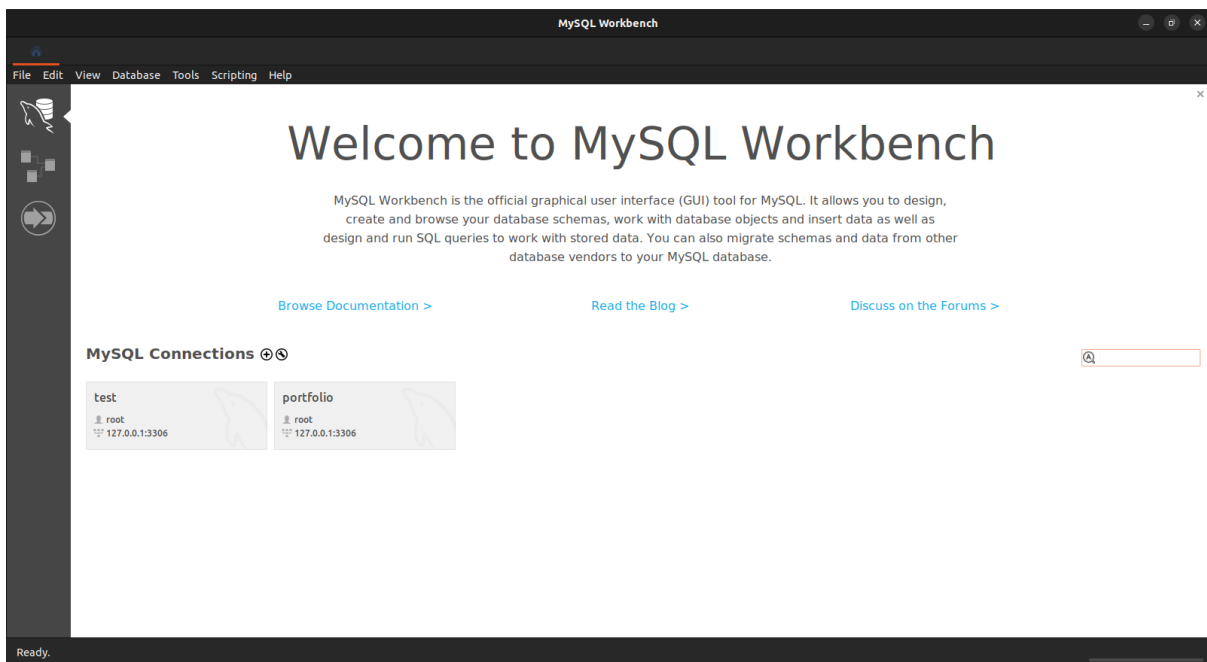 MySQL Workbench
File Edit View Database Tools Scripting Help
Welcome to MySQL Workbench
MySQL Workbench is the official graphical user interface (GUI) tool for MySQL. It allows you to design,
create and browse your database schemas, work with database objects and insert data as well as
design and run SQL queries to work with stored data. You can also migrate schemas and data from other
database vendors to your MySQL database.
Browse Documentation > Read the Blog > Discuss on the Forums >
MySQL Connections
test
root
127.0.0.1:3306
portfolio
root
127.0.0.1:3306
Ready.